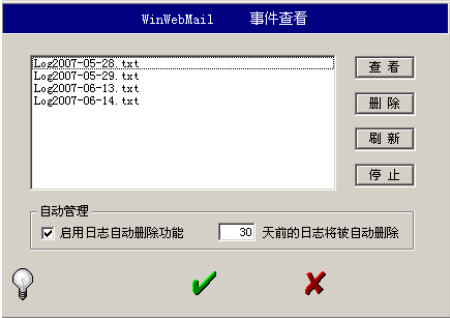 WinWebMail 事件查看
Log2007-05-28.txt
Log2007-05-29.txt
Log2007-06-13.txt
Log2007-06-14.txt
查看
删除
刷新
停止
自动管理
启用日志自动删除功能 30 天前的日志将被自动删除